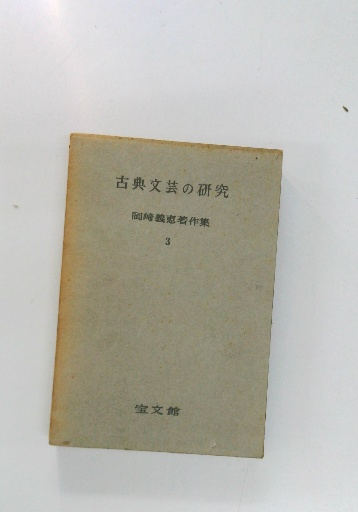 古典文芸の研究
岡崎義恵著作集
3
宝文館